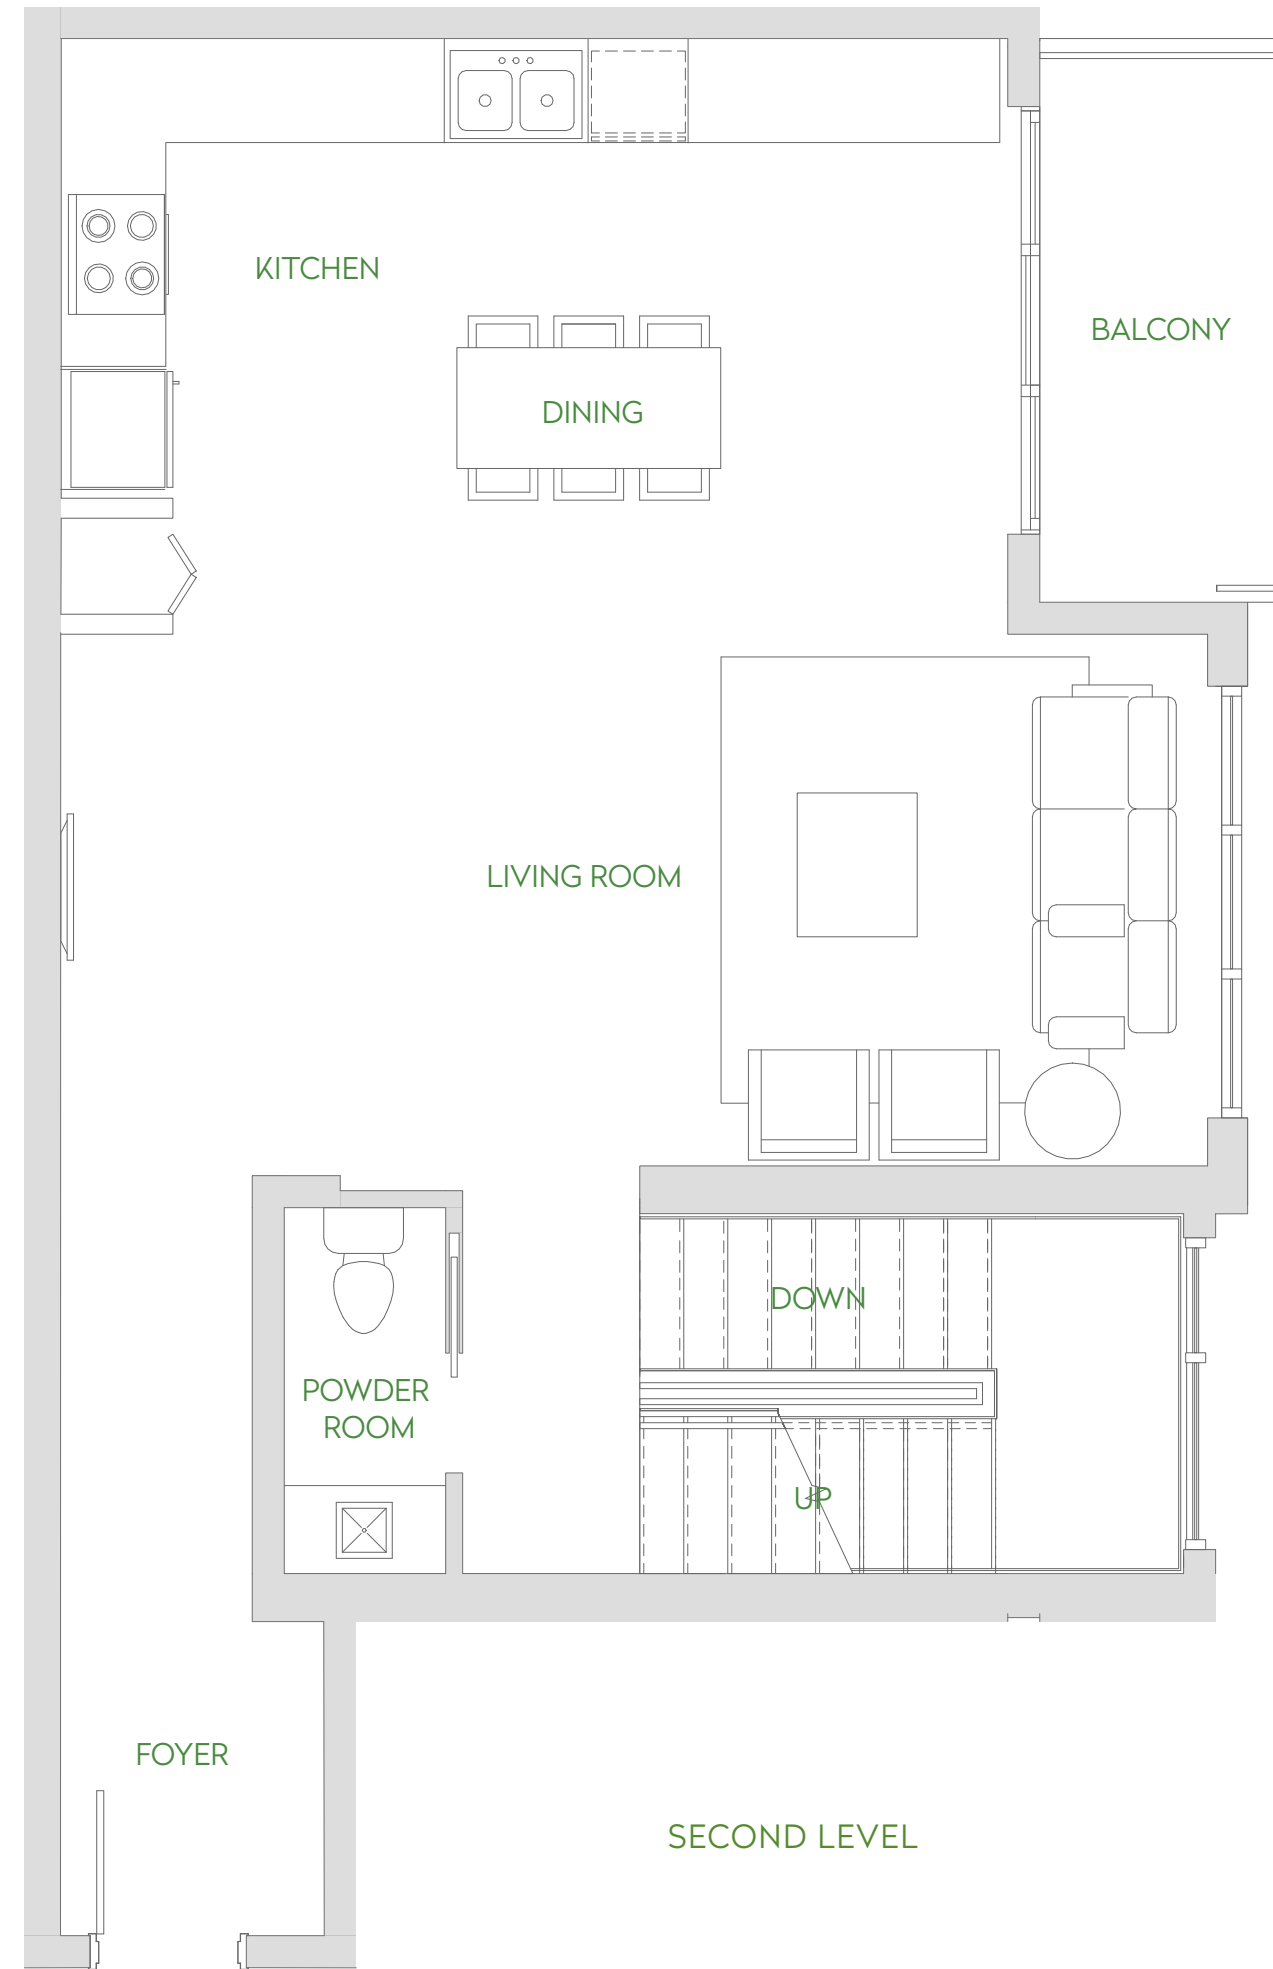 KITCHEN
BALCONY
DINING
LIVING ROOM
DOWN
POWDER
ROOM
UP
FOYER
SECOND LEVEL